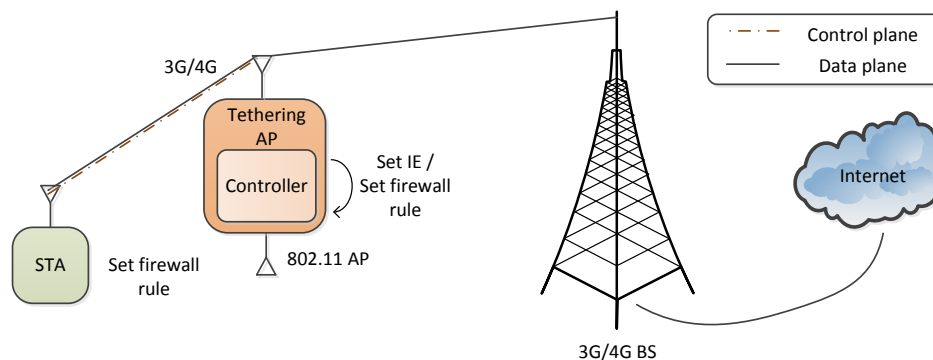 Control plane
Data plane
3G/4G
Tethering
AP
Controller
Set IE /
Set firewall
rule
Internet
STA
Set firewall
rule
802.11 AP
3G/4G BS